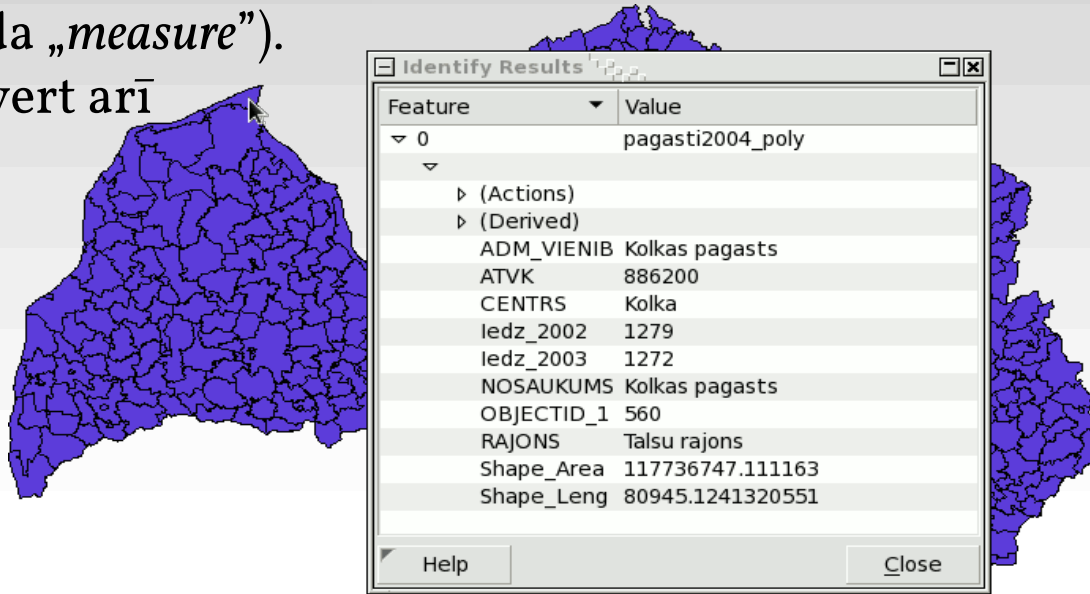 da „measure”).
vert arī
Identify Results
Feature Value
0 pagasti2004_poly
(Actions)
(Derived)
ADM_VIENIB Kolkas pagasts
ATVK 886200
CENTRS Kolka
Iedz_2002 1279
Iedz_2003 1272
NOSAUKUMS Kolkas pagasts
OBJECTID_1 560
RAJONS Talsu rajons
Shape_Area 117736747.111163
Shape_Leng 80945.1241320551
Help Close